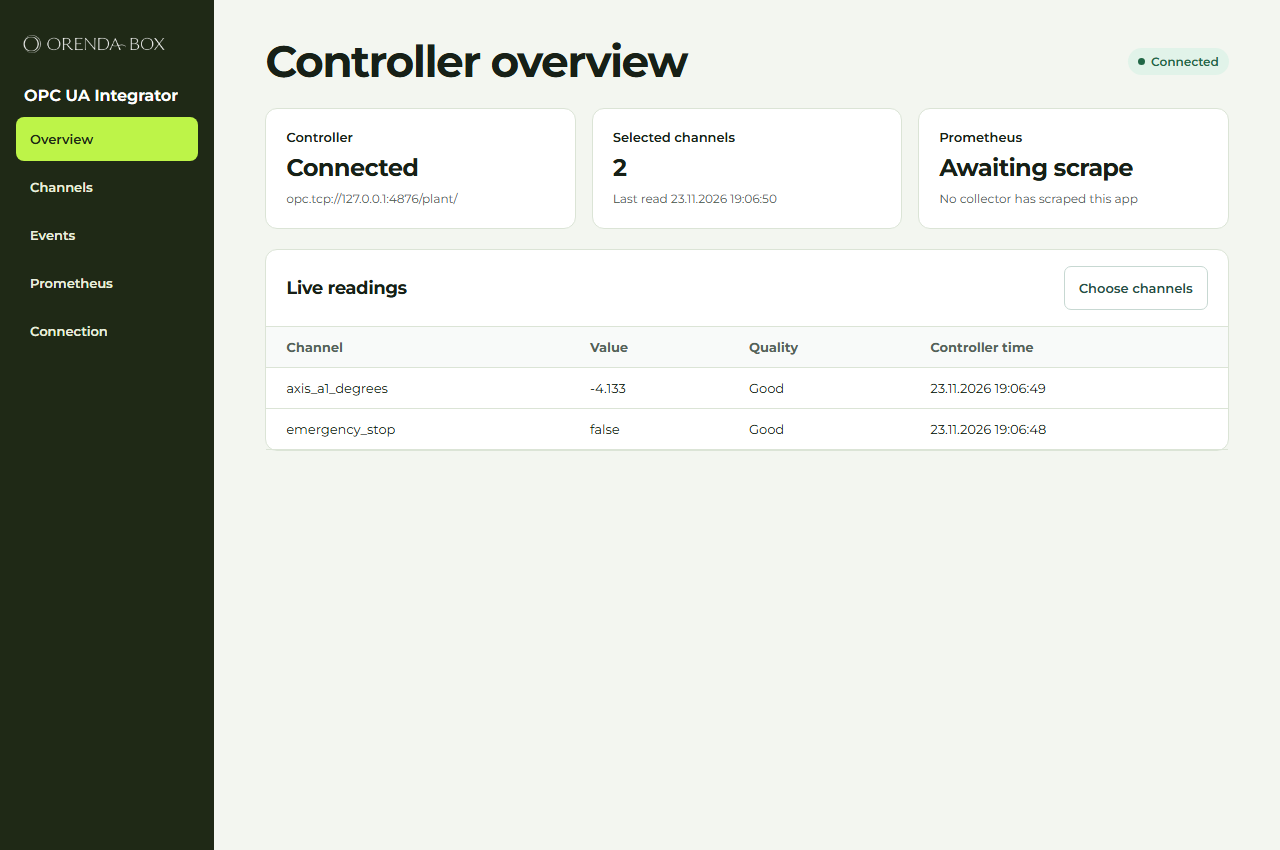 ORENDA BOX
OPC UA Integrator
Overview
Channels
Events
Prometheus
Connection
Controller overview
Connected
Controller
Connected
opc.tcp://127.0.0.1:4876/plant/
Selected channels
2
Last read 23.11.2026 19:06:50
Prometheus
Awaiting scrape
No collector has scraped this app
Live readings
Choose channels
Channel Value Quality Controller time
axis_a1_degrees -4.133 Good 23.11.2026 19:06:49
emergency_stop false Good 23.11.2026 19:06:48